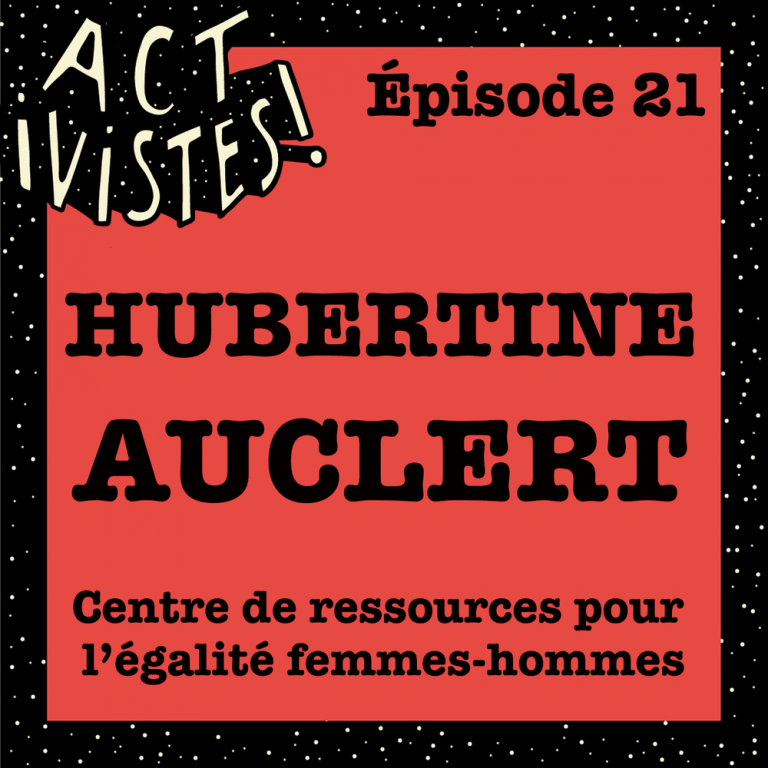 ACT
IVISTES!
Épisode 21
HUBERTINE
AUCLERT
Centre de ressources pour
l’égalité femmes-hommes